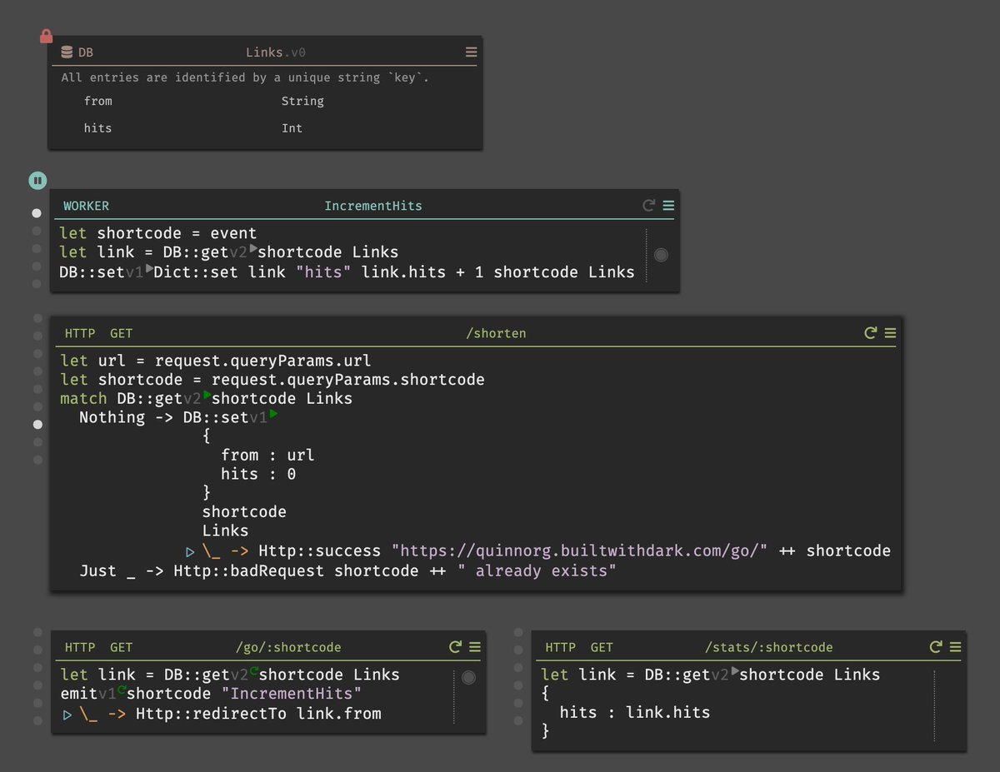 DB Links.v0
All entries are identified by a unique string `key`.
from String
hits Int
WORKER IncrementHits
let shortcode = event
let link = DB::getv2 shortcode Links
DB::setv1 Dict::set link "hits" link.hits + 1 shortcode Links
HTTP GET /shorten
let url = request.queryParams.url
let shortcode = request.queryParams.shortcode
match DB::getv2 shortcode Links
Nothing -> DB::setv1
{
from : url
hits : 0
}
shortcode
Links
▷ \_ -> Http::success "https://quinnorg.builtwithdark.com/go/" ++ shortcode
Just _ -> Http::badRequest shortcode ++ " already exists"
HTTP GET /go/:shortcode
let link = DB::getv2 shortcode Links
emitv1 shortcode "IncrementHits"
▷ \_ -> Http::redirectTo link.from
HTTP GET /stats/:shortcode
let link = DB::getv2 shortcode Links
{
hits : link.hits
}